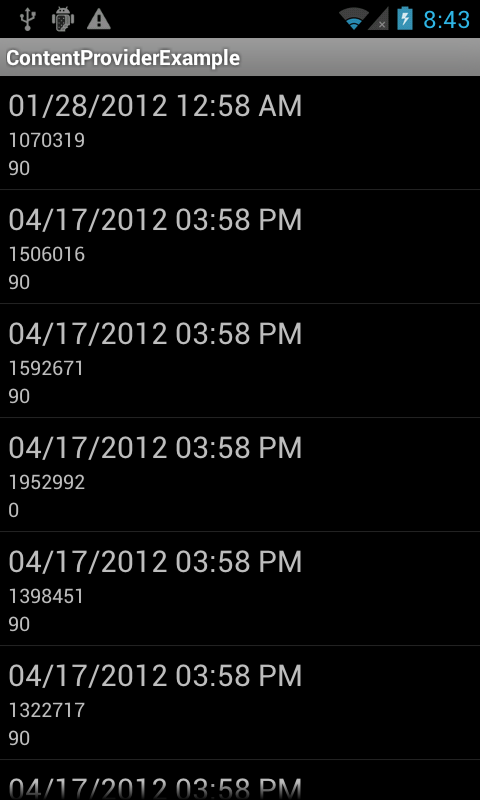 8:43
ContentProviderExample
01/28/2012 12:58 AM
1070319
90
04/17/2012 03:58 PM
1506016
90
04/17/2012 03:58 PM
1592671
90
04/17/2012 03:58 PM
1952992
0
04/17/2012 03:58 PM
1398451
90
04/17/2012 03:58 PM
1322717
90
04/17/2012 03:58 PM